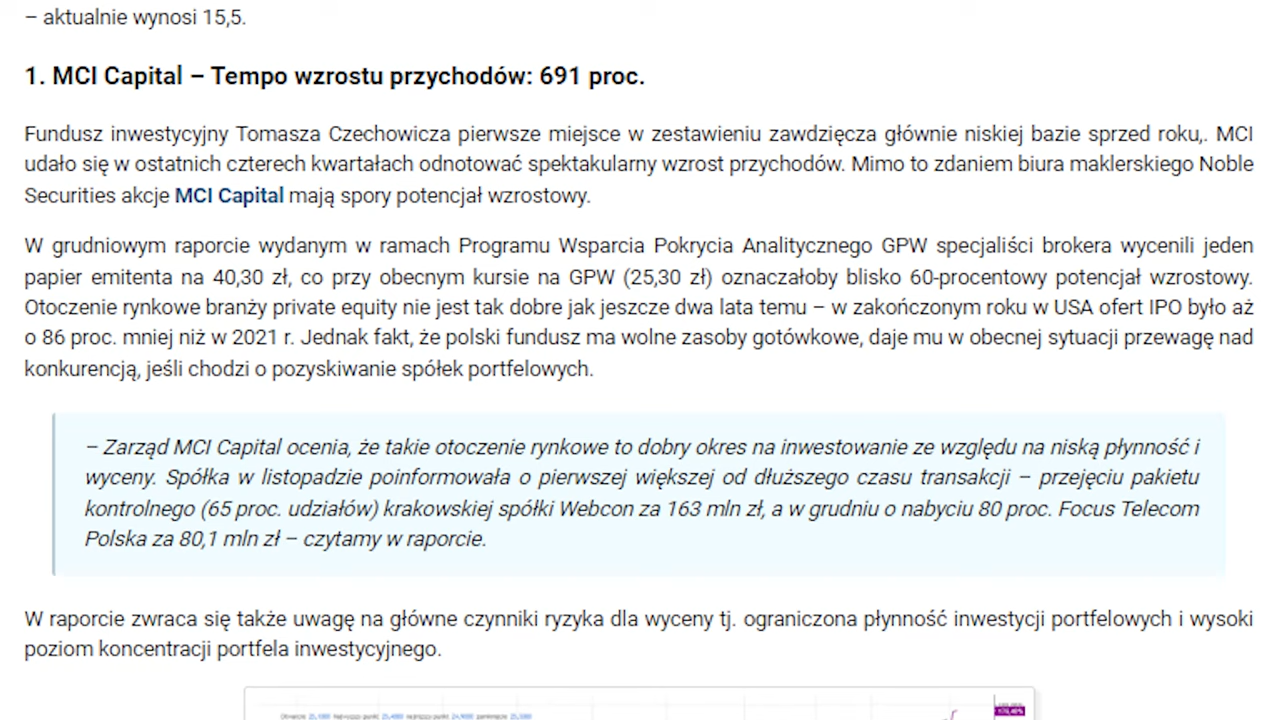 – aktualnie wynosi 15,5.
1. MCI Capital – Tempo wzrostu przychodów: 691 proc.
Fundusz inwestycyjny Tomasza Czechowicza pierwsze miejsce w zestawieniu zawdzięcza głównie niskiej bazie sprzed roku,. MCI
udało się w ostatnich czterech kwartałach odnotować spektakularny wzrost przychodów. Mimo to zdaniem biura maklerskiego Noble
Securities akcje MCI Capital mają spory potencjał wzrostowy.
W grudniowym raporcie wydanym w ramach Programu Wsparcia Pokrycia Analitycznego GPW specjaliści brokera wycenili jeden
papier emitenta na 40,30 zł, co przy obecnym kursie na GPW (25,30 zł) oznaczałoby blisko 60-procentowy potencjał wzrostowy.
Otoczenie rynkowe branży private equity nie jest tak dobre jak jeszcze dwa lata temu – w zakończonym roku w USA ofert IPO było aż
o 86 proc. mniej niż w 2021 r. Jednak fakt, że polski fundusz ma wolne zasoby gotówkowe, daje mu w obecnej sytuacji przewagę nad
konkurencją, jeśli chodzi o pozyskiwanie spółek portfelowych.
– Zarząd MCI Capital ocenia, że takie otoczenie rynkowe to dobry okres na inwestowanie ze względu na niską płynność i
wyceny. Spółka w listopadzie poinformowała o pierwszej większej od dłuższego czasu transakcji – przejęciu pakietu
kontrolnego (65 proc. udziałów) krakowskiej spółki Webcon za 163 mln zł, a w grudniu o nabyciu 80 proc. Focus Telecom
Polska za 80,1 mln zł – czytamy w raporcie.
W raporcie zwraca się także uwagę na główne czynniki ryzyka dla wyceny tj. ograniczona płynność inwestycji portfelowych i wysoki
poziom koncentracji portfela inwestycyjnego.